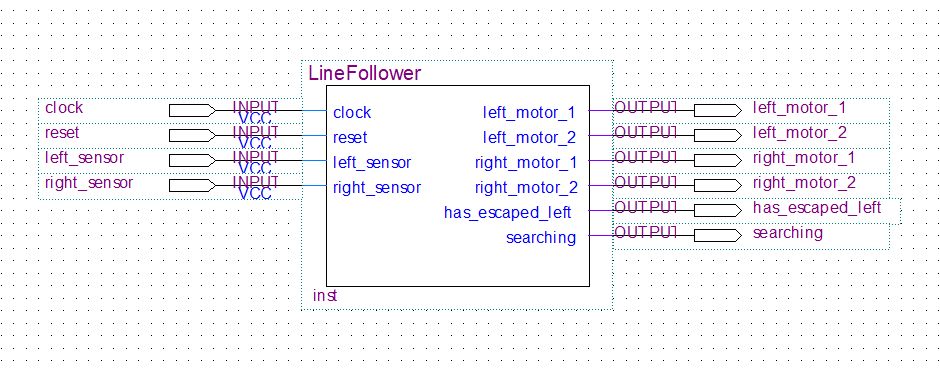 LineFollower
clock INPUT VCC clock left_motor_1 OUTPUT left_motor_1
reset INPUT VCC reset left_motor_2 OUTPUT left_motor_2
left_sensor INPUT VCC left_sensor right_motor_1 OUTPUT right_motor_1
right_sensor INPUT VCC right_sensor right_motor_2 OUTPUT right_motor_2
has_escaped_left OUTPUT has_escaped_left
searching OUTPUT searching
inst